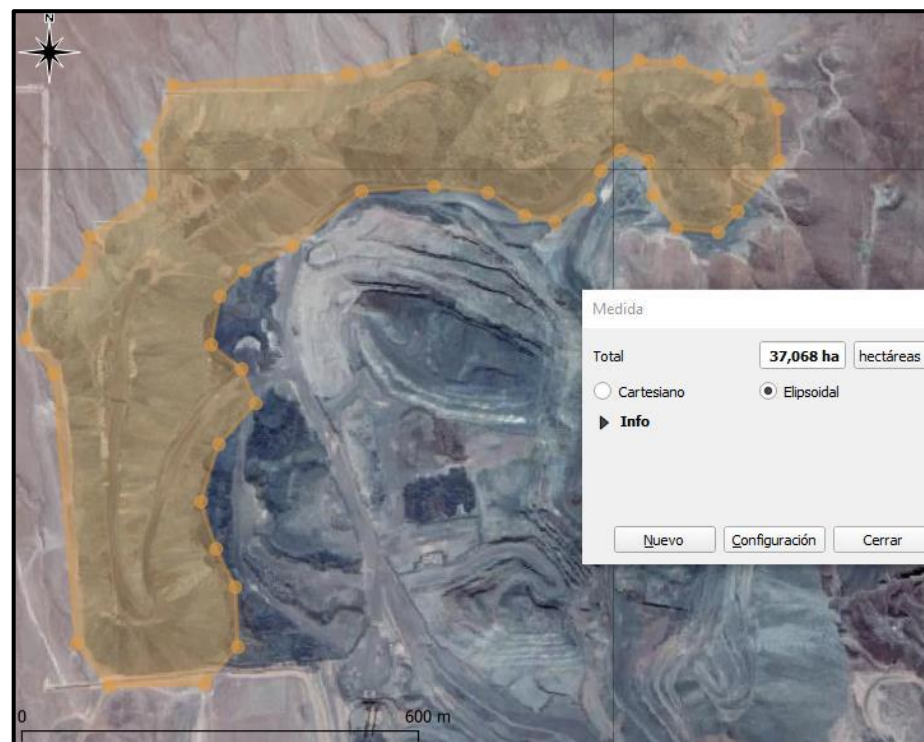 N
Medida
Total 37,068 ha hectáreas
Cartesiano Elipsoidal
Info
Nuevo Configuración Cerrar
0 600 m